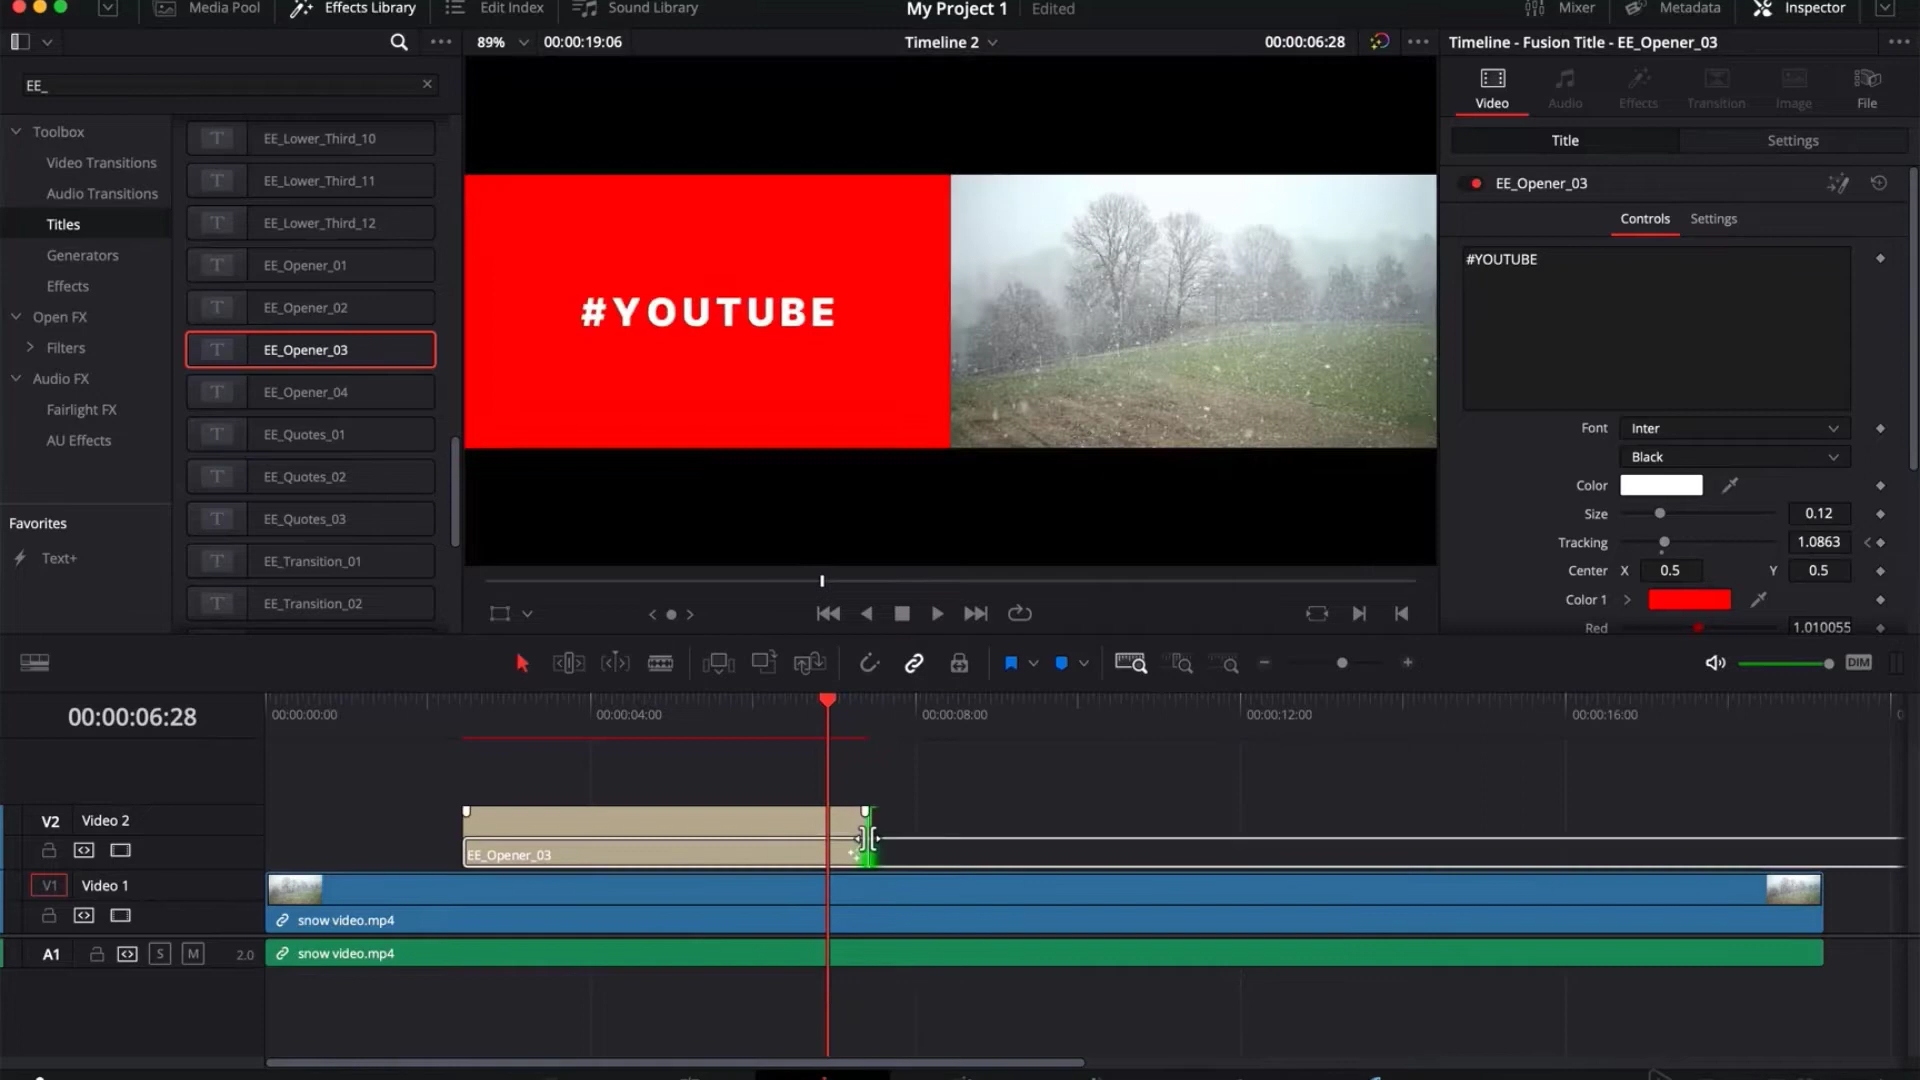 Media Pool Effects Library Edit Index Sound Library My Project 1 Edited Mixer Metadata Inspector
89% 00:00:19:06 Timeline 2 00:00:06:28 Timeline - Fusion Title - EE_Opener_03
EE_
Video Audio Effects Transition Image File
Title Settings
Toolbox
Video Transitions
Audio Transitions
Titles
Generators
Effects
Open FX
Filters
Audio FX
Fairlight FX
AU Effects
Favorites
Text+
EE_Lower_Third_10
EE_Lower_Third_11
EE_Lower_Third_12
EE_Opener_01
EE_Opener_02
EE_Opener_03
EE_Opener_04
EE_Quotes_01
EE_Quotes_02
EE_Quotes_03
EE_Transition_01
EE_Transition_02
#YOUTUBE
EE_Opener_03
Controls Settings
#YOUTUBE
Font Inter
Black
Color
Size 0.12
Tracking 1.0863
Center X 0.5 Y 0.5
Color 1
Red 1.010055
DIM
00:00:06:28
00:00:00:00 00:00:04:00 00:00:08:00 00:00:12:00 00:00:16:00
V2 Video 2
EE_Opener_03
V1 Video 1
snow video.mp4
A1 S M 2.0 snow video.mp4